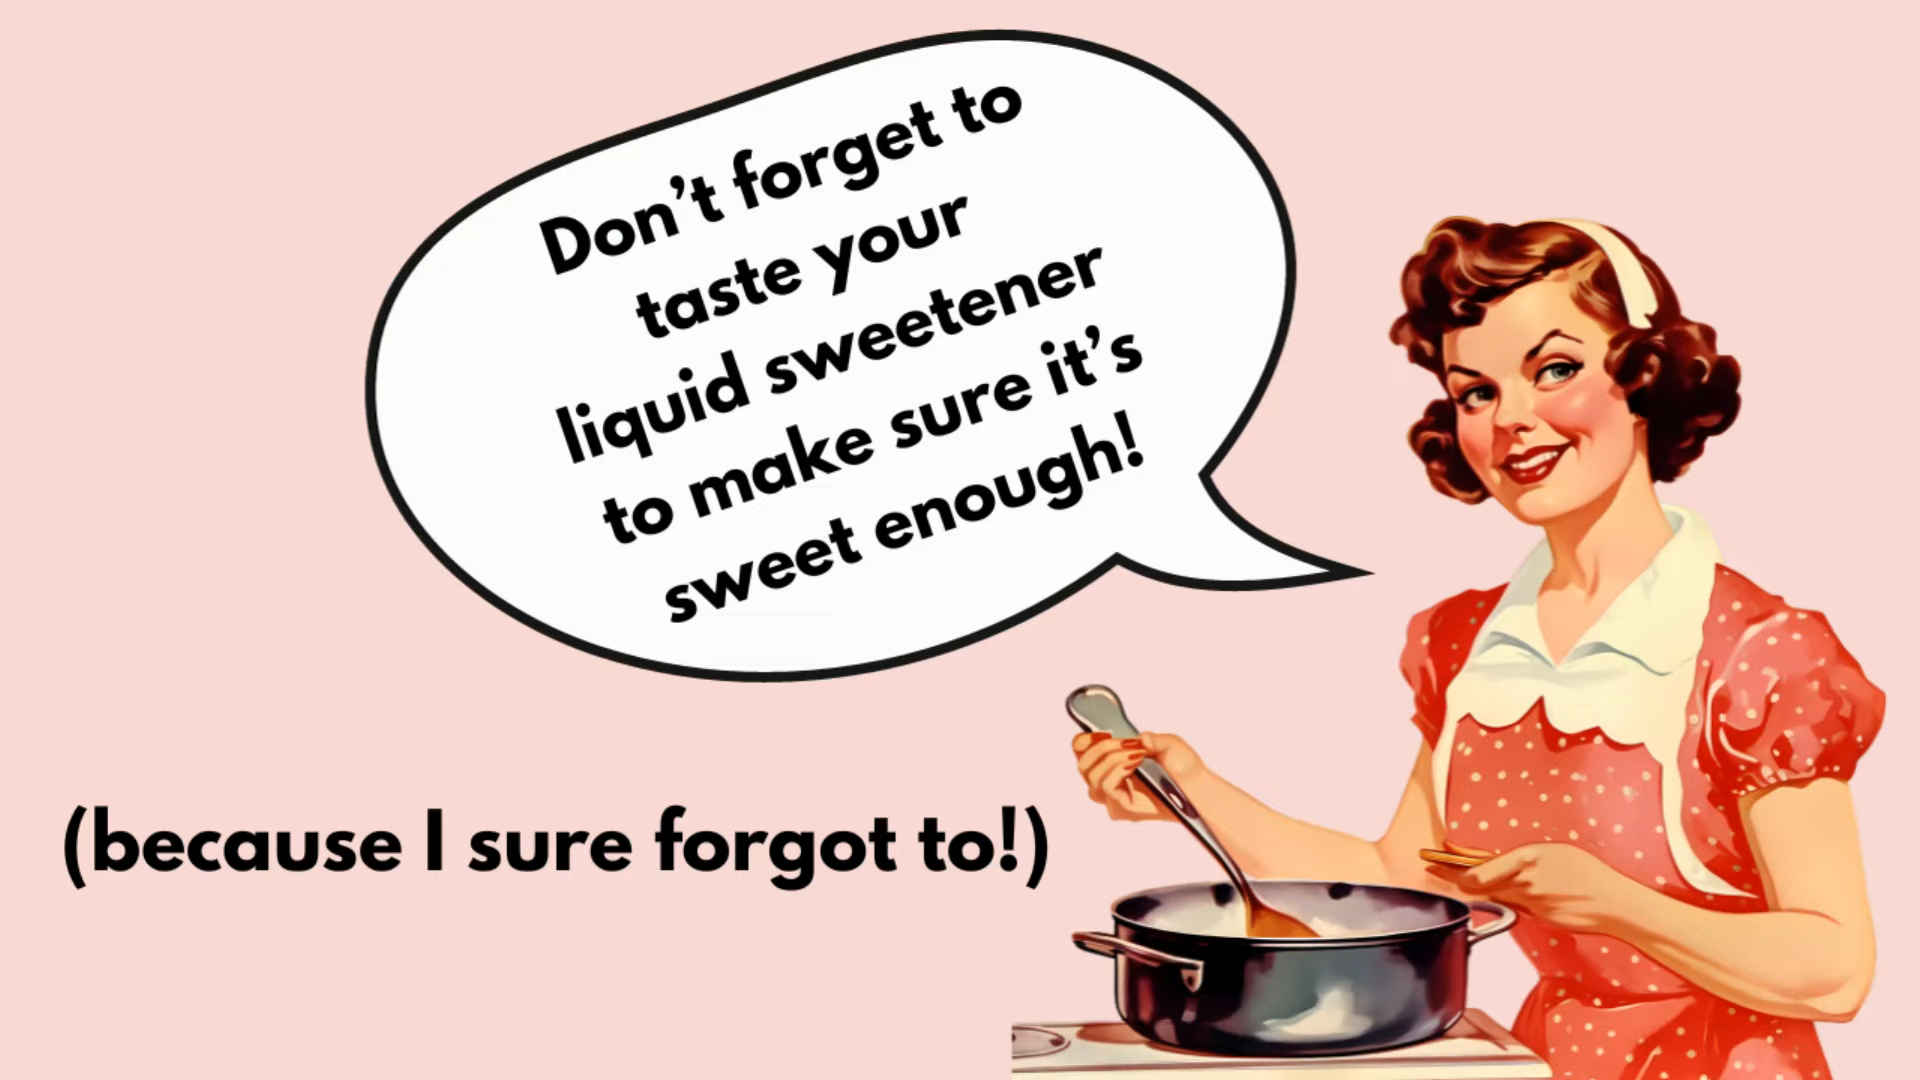 Don't forget to
taste your
liquid sweetener
to make sure it's
sweet enough!
(because I sure forgot to!)